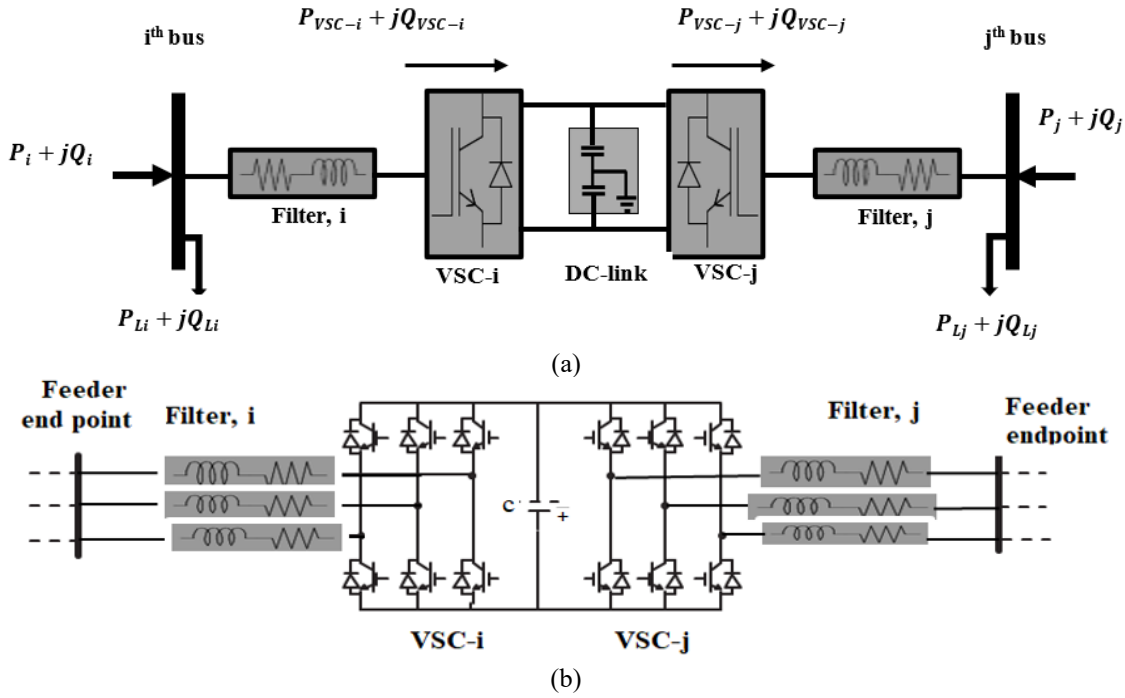 P_{VSC-i} + jQ_{VSC-i}
P_{VSC-j} + jQ_{VSC-j}
i^{th} bus
j^{th} bus
P_i + jQ_i
P_j + jQ_j
Filter, i
Filter, j
VSC-i
DC-link
VSC-j
P_{Li} + jQ_{Li}
P_{Lj} + jQ_{Lj}
(a)
Feeder
end point
Filter, i
Filter, j
Feeder
endpoint
C
- +
VSC-i
VSC-j
(b)